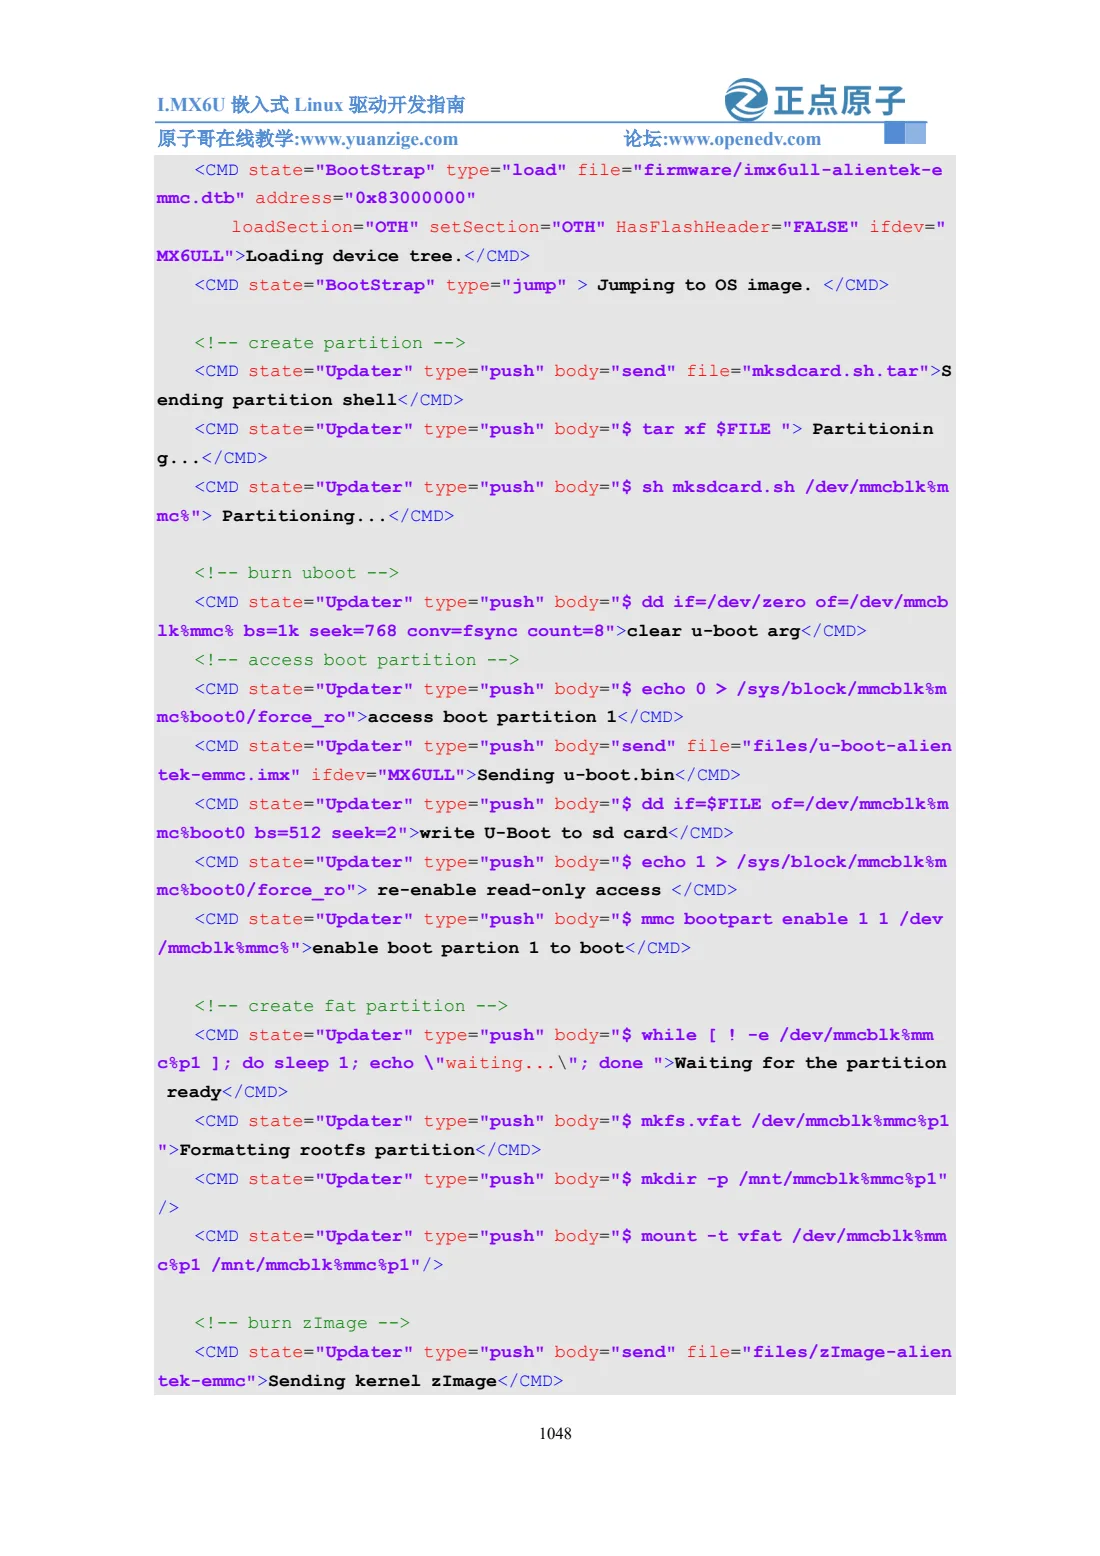 I.MX6U 嵌入式 Linux 驱动开发指南
正点原子
原子哥在线教学:www.yuanzige.com 论坛:www.openedv.com
<CMD state="BootStrap" type="load" file="firmware/imx6ull-alientek-e
mmc.dtb" address="0x83000000"
loadSection="OTH" setSection="OTH" HasFlashHeader="FALSE" ifdev="
MX6ULL">Loading device tree.</CMD>
<CMD state="BootStrap" type="jump" > Jumping to OS image. </CMD>
<!-- create partition -->
<CMD state="Updater" type="push" body="send" file="mksdcard.sh.tar">S
ending partition shell</CMD>
<CMD state="Updater" type="push" body="$ tar xf $FILE "> Partitionin
g...</CMD>
<CMD state="Updater" type="push" body="$ sh mksdcard.sh /dev/mmcblk%m
mc%"> Partitioning...</CMD>
<!-- burn uboot -->
<CMD state="Updater" type="push" body="$ dd if=/dev/zero of=/dev/mmcb
lk%mmc% bs=1k seek=768 conv=fsync count=8">clear u-boot arg</CMD>
<!-- access boot partition -->
<CMD state="Updater" type="push" body="$ echo 0 > /sys/block/mmcblk%m
mc%boot0/force_ro">access boot partition 1</CMD>
<CMD state="Updater" type="push" body="send" file="files/u-boot-alien
tek-emmc.imx" ifdev="MX6ULL">Sending u-boot.bin</CMD>
<CMD state="Updater" type="push" body="$ dd if=$FILE of=/dev/mmcblk%m
mc%boot0 bs=512 seek=2">write U-Boot to sd card</CMD>
<CMD state="Updater" type="push" body="$ echo 1 > /sys/block/mmcblk%m
mc%boot0/force_ro"> re-enable read-only access </CMD>
<CMD state="Updater" type="push" body="$ mmc bootpart enable 1 1 /dev
/mmcblk%mmc%">enable boot partion 1 to boot</CMD>
<!-- create fat partition -->
<CMD state="Updater" type="push" body="$ while [ ! -e /dev/mmcblk%mm
c%p1 ]; do sleep 1; echo \"waiting...\"; done ">Waiting for the partition
ready</CMD>
<CMD state="Updater" type="push" body="$ mkfs.vfat /dev/mmcblk%mmc%p1
">Formatting rootfs partition</CMD>
<CMD state="Updater" type="push" body="$ mkdir -p /mnt/mmcblk%mmc%p1"
/>
<CMD state="Updater" type="push" body="$ mount -t vfat /dev/mmcblk%mm
c%p1 /mnt/mmcblk%mmc%p1"/>
<!-- burn zImage -->
<CMD state="Updater" type="push" body="send" file="files/zImage-alien
tek-emmc">Sending kernel zImage</CMD>
1048